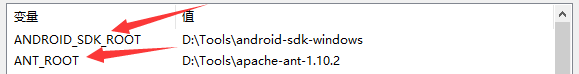 变量 值
ANDROID_SDK_ROOT D:\Tools\android-sdk-windows
ANT_ROOT D:\Tools\apache-ant-1.10.2